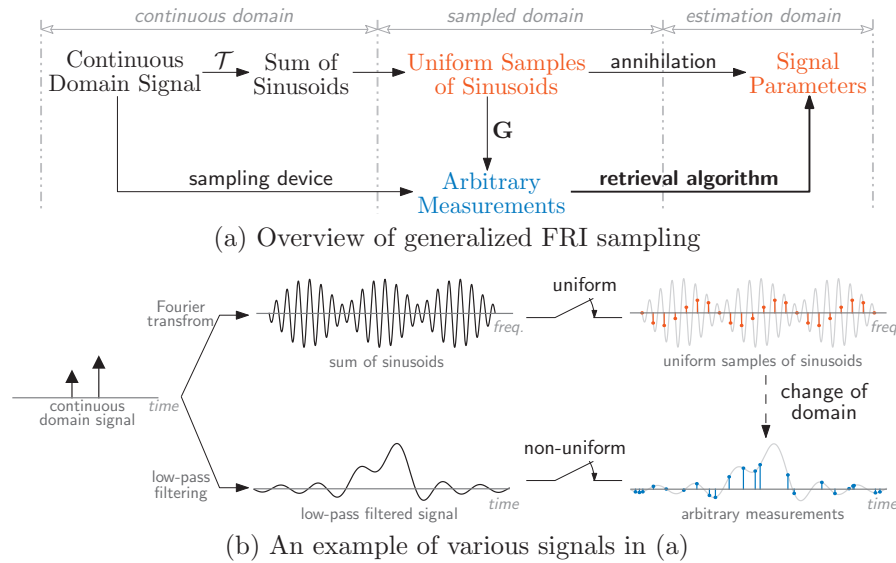 continuous domain
sampled domain
estimation domain
Continuous
Domain Signal
𝒯
Sum of
Sinusoids
Uniform Samples
of Sinusoids
annihilation
Signal
Parameters
G
sampling device
Arbitrary
Measurements
retrieval algorithm
(a) Overview of generalized FRI sampling
Fourier
transfrom
freq.
sum of sinusoids
uniform
freq.
uniform samples of sinusoids
time
continuous
domain signal
change of
domain
low-pass
filtering
time
low-pass filtered signal
non-uniform
time
arbitrary measurements
(b) An example of various signals in (a)